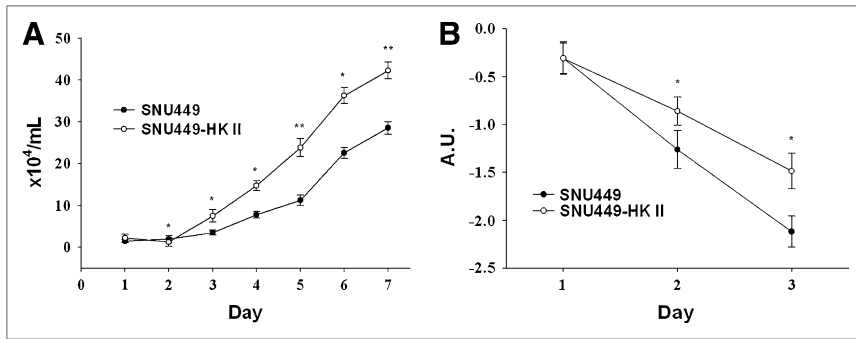 A
50
40
30
20
10
0
x10⁴/mL
SNU449
SNU449-HK II
*
*
*
**
*
**
0 1 2 3 4 5 6 7
Day
B
0.0
-0.5
-1.0
-1.5
-2.0
-2.5
A.U.
*
*
SNU449
SNU449-HK II
1 2 3
Day